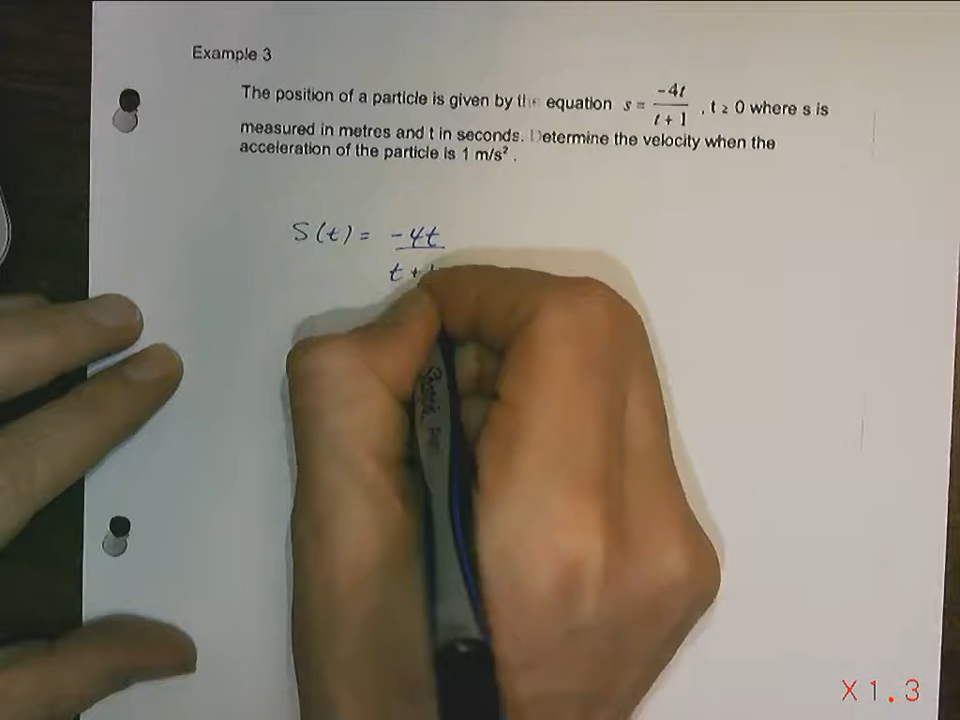 Example 3
The position of a particle is given by the equation s = -4t / t + 1 , t ≥ 0 where s is
measured in metres and t in seconds. Determine the velocity when the
acceleration of the particle is 1 m/s² .
S(t) = -4t
t +
X1.3